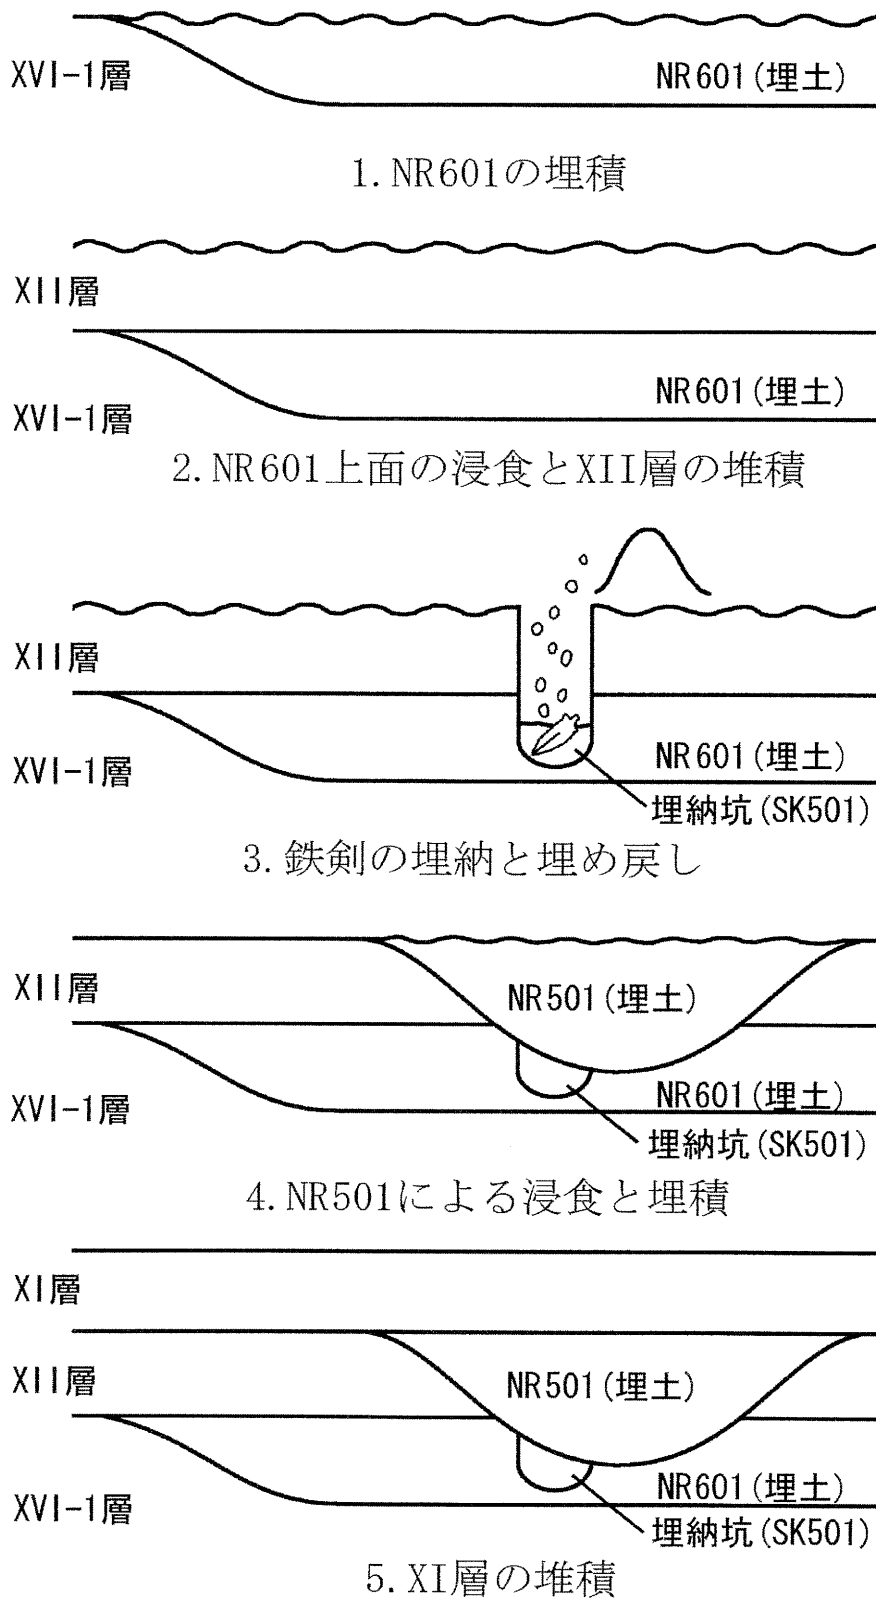 XVI-1層
NR601(埋土)
1.NR601の埋積
XII層
NR601(埋土)
XVI-1層
2.NR601上面の浸食とXII層の堆積
XII層
NR601(埋土)
XVI-1層
埋納坑(SK501)
3.鉄剣の埋納と埋め戻し
XII層
NR501(埋土)
NR601(埋土)
XVI-1層
埋納坑(SK501)
4.NR501による浸食と埋積
XI層
XII層
NR501(埋土)
NR601(埋土)
XVI-1層
埋納坑(SK501)
5.XI層の堆積